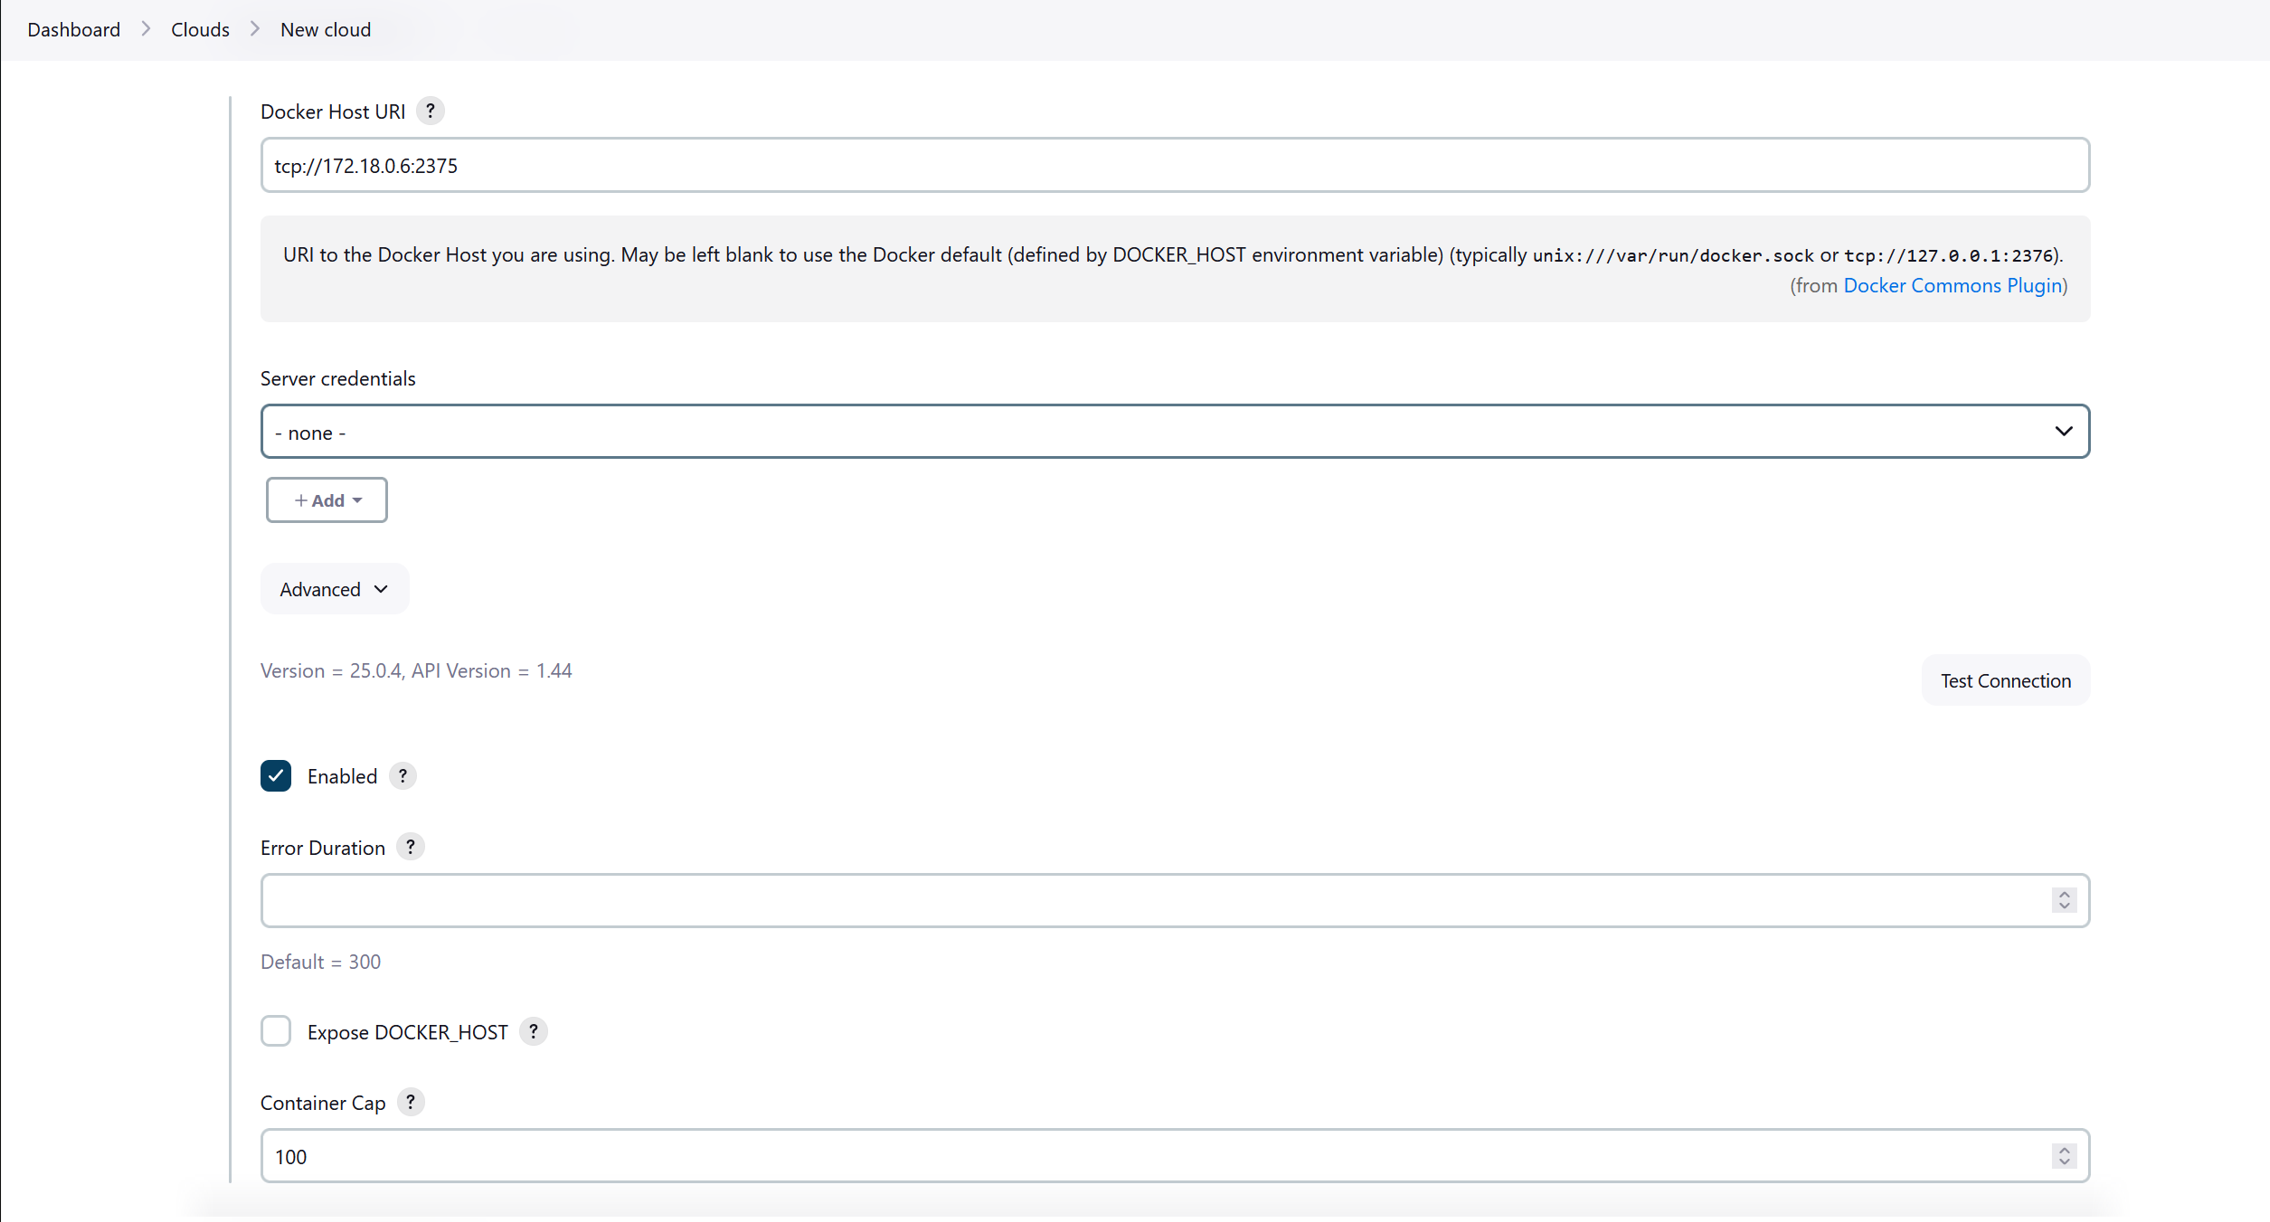 Dashboard > Clouds > New cloud
Docker Host URI ?
tcp://172.18.0.6:2375
URI to the Docker Host you are using. May be left blank to use the Docker default (defined by DOCKER_HOST environment variable) (typically unix:///var/run/docker.sock or tcp://127.0.0.1:2376).
(from Docker Commons Plugin)
Server credentials
- none -
+ Add
Advanced
Version = 25.0.4, API Version = 1.44
Test Connection
Enabled ?
Error Duration ?
Default = 300
Expose DOCKER_HOST ?
Container Cap ?
100